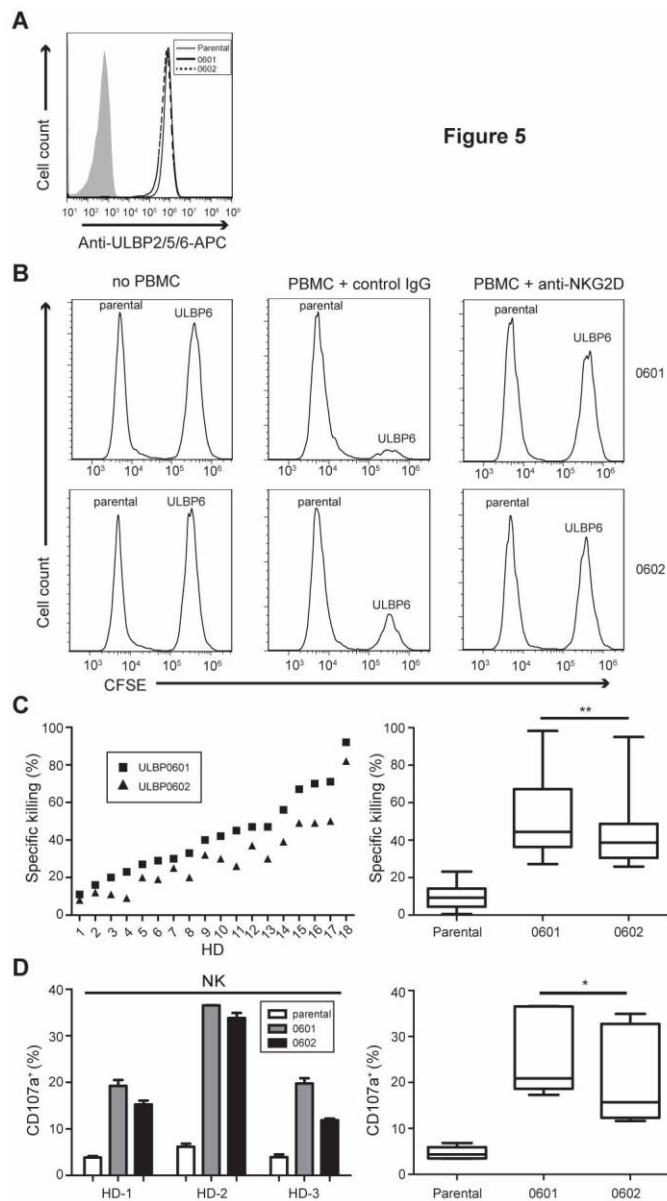 A
Parental
0601
0602
Cell count
10¹ 10² 10³ 10⁴ 10⁵ 10⁶ 10⁷ 10⁸ 10⁹
Anti-ULBP2/5/6-APC
Figure 5
B
no PBMC
PBMC + control IgG
PBMC + anti-NKG2D
parental
ULBP6
parental
ULBP6
parental
ULBP6
0601
10³ 10⁴ 10⁵ 10⁶
10³ 10⁴ 10⁵ 10⁶
10³ 10⁴ 10⁵ 10⁶
parental
ULBP6
parental
ULBP6
parental
ULBP6
0602
Cell count
10³ 10⁴ 10⁵ 10⁶
10³ 10⁴ 10⁵ 10⁶
10³ 10⁴ 10⁵ 10⁶
CFSE
C
Specific killing (%)
100
80
60
40
20
0
ULBP0601
ULBP0602
1 2 3 4 5 6 7 8 9 10 11 12 13 14 15 16 17 18
HD
Specific killing (%)
100
80
60
40
20
0
**
Parental
0601
0602
D
NK
CD107a⁺ (%)
40
30
20
10
0
parental
0601
0602
HD-1
HD-2
HD-3
CD107a⁺ (%)
40
30
20
10
0
*
Parental
0601
0602